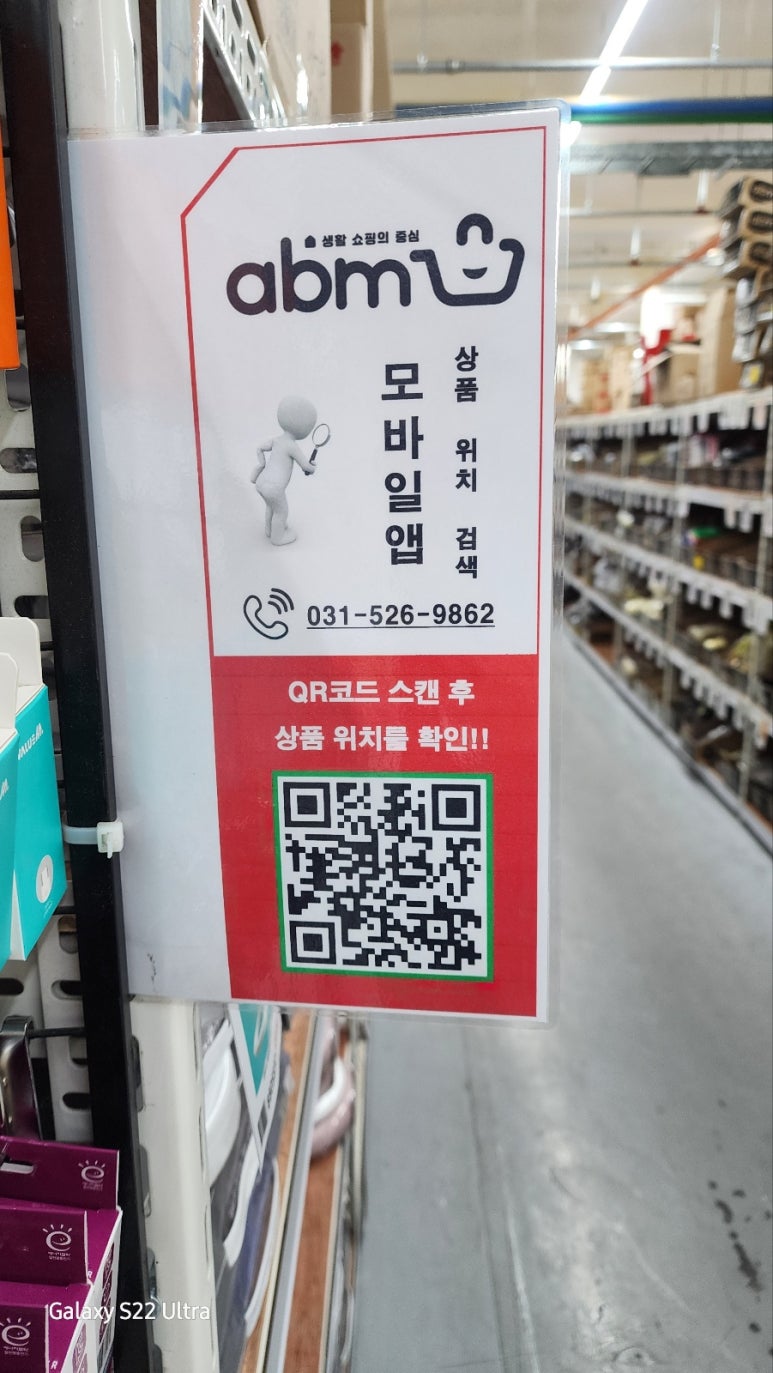 생활 쇼핑의 중심
abm
상품 위치 검색
모바일앱
031-526-9862
QR코드 스캔 후
상품 위치를 확인!!
Galaxy S22 Ultra